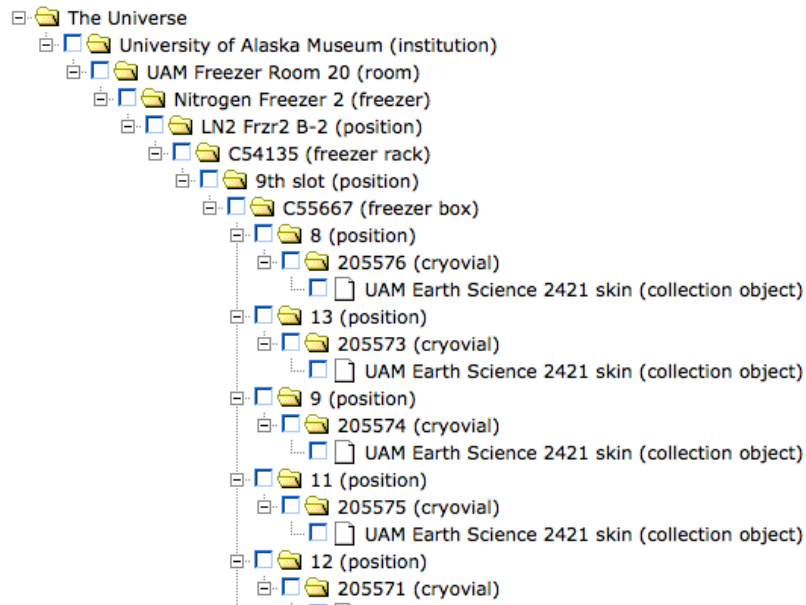 The Universe
University of Alaska Museum (institution)
UAM Freezer Room 20 (room)
Nitrogen Freezer 2 (freezer)
LN2 Frzr2 B-2 (position)
C54135 (freezer rack)
9th slot (position)
C55667 (freezer box)
8 (position)
205576 (cryovial)
UAM Earth Science 2421 skin (collection object)
13 (position)
205573 (cryovial)
UAM Earth Science 2421 skin (collection object)
9 (position)
205574 (cryovial)
UAM Earth Science 2421 skin (collection object)
11 (position)
205575 (cryovial)
UAM Earth Science 2421 skin (collection object)
12 (position)
205571 (cryovial)